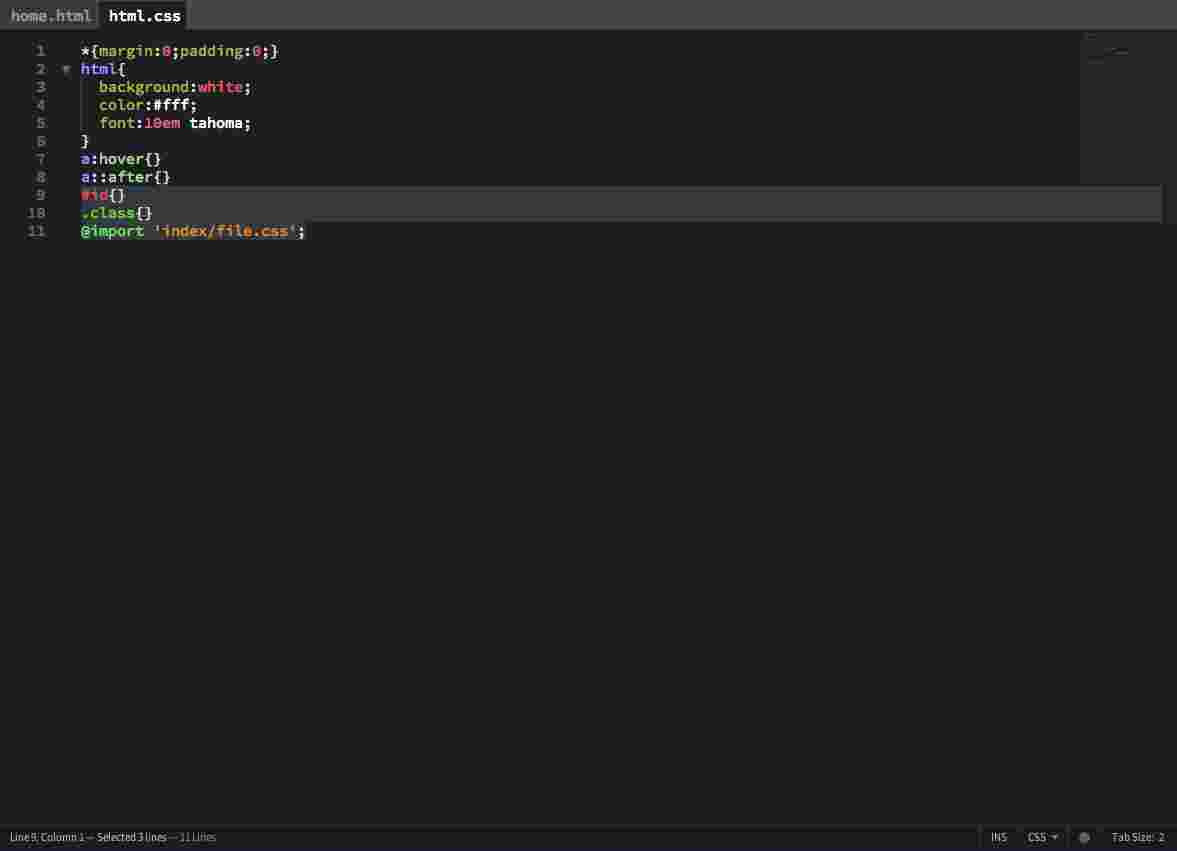 home.html html.css
1 *{margin:0;padding:0;}
2 html{
3 background:white;
4 color:#fff;
5 font:10em tahoma;
6 }
7 a:hover{}
8 a::after{}
9 #id{}
10 .class{}
11 @import 'index/file.css';
Line 9, Column 1 — Selected 3 lines — 11 Lines INS CSS Tab Size: 2